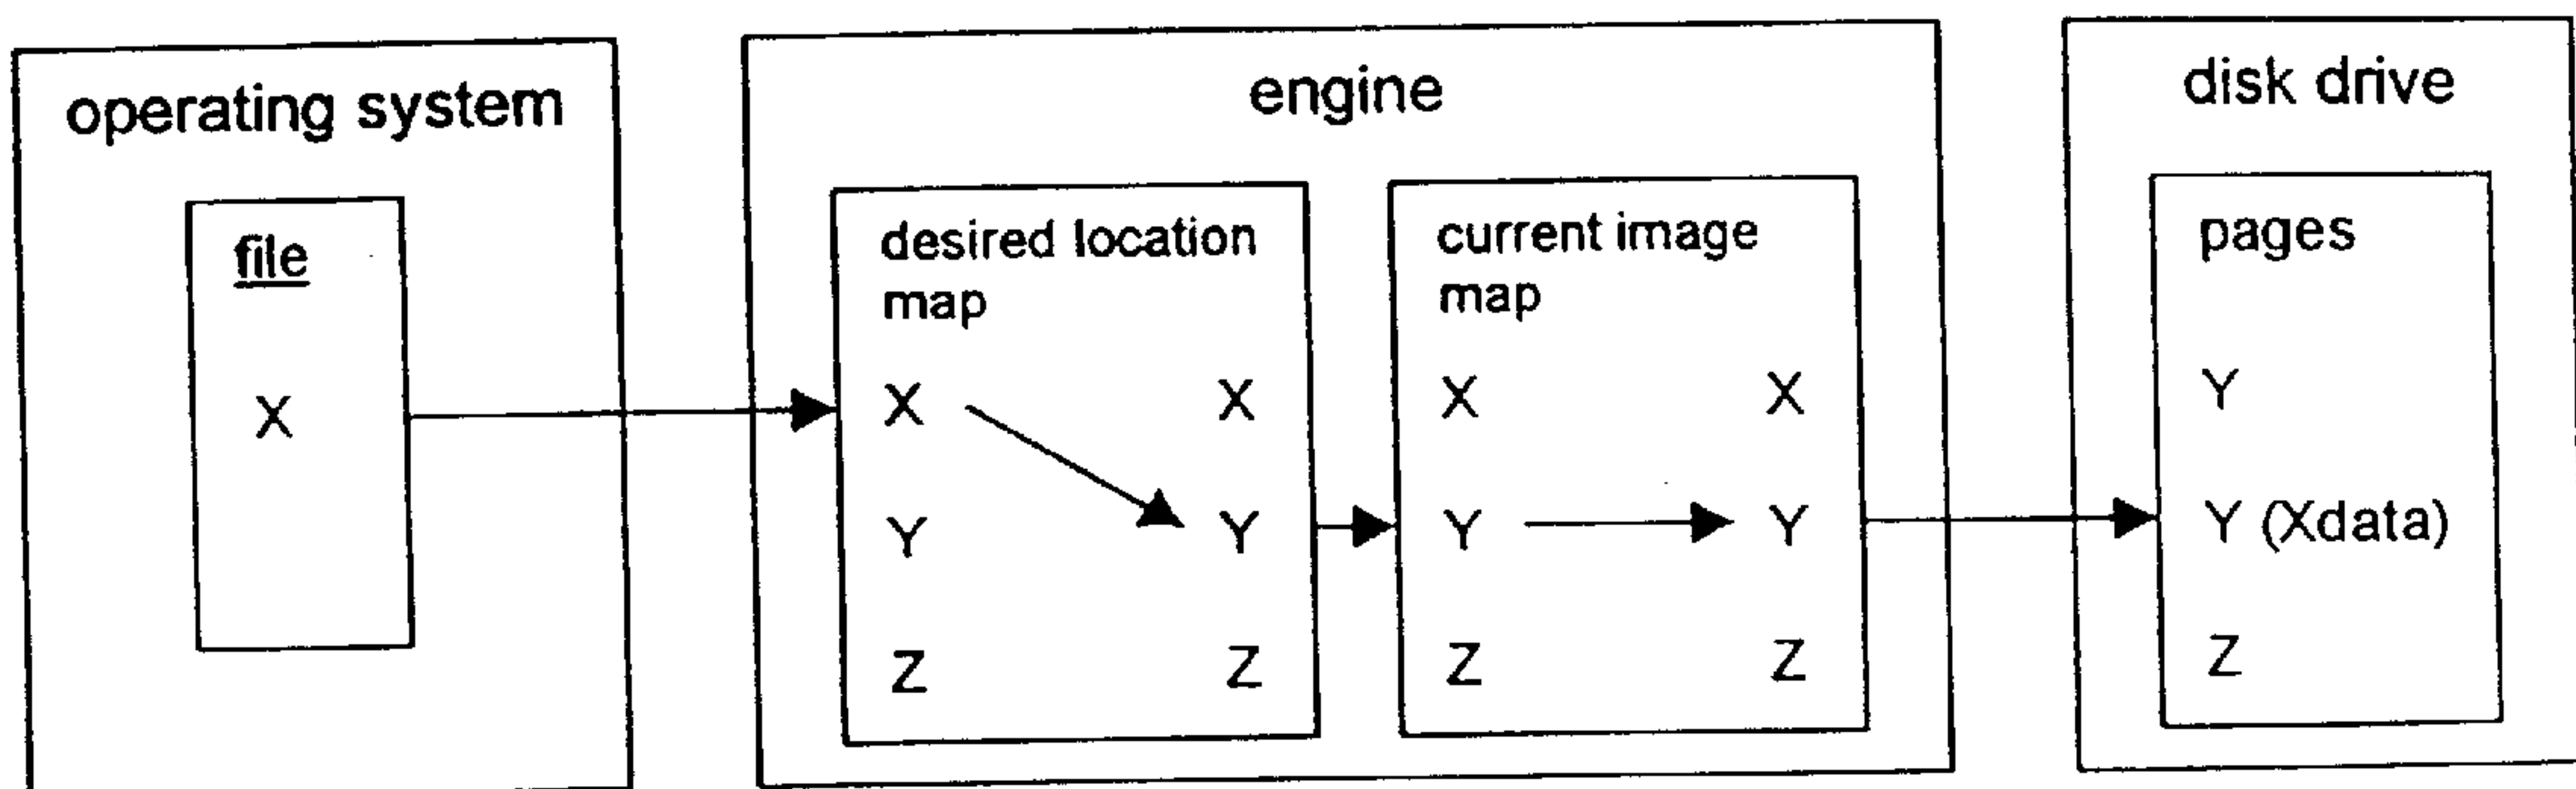 operating system
file
X
engine
desired location
map
X X
Y Y
Z Z
current image
map
X X
Y Y
Z Z
disk drive
pages
Y
Y (Xdata)
Z